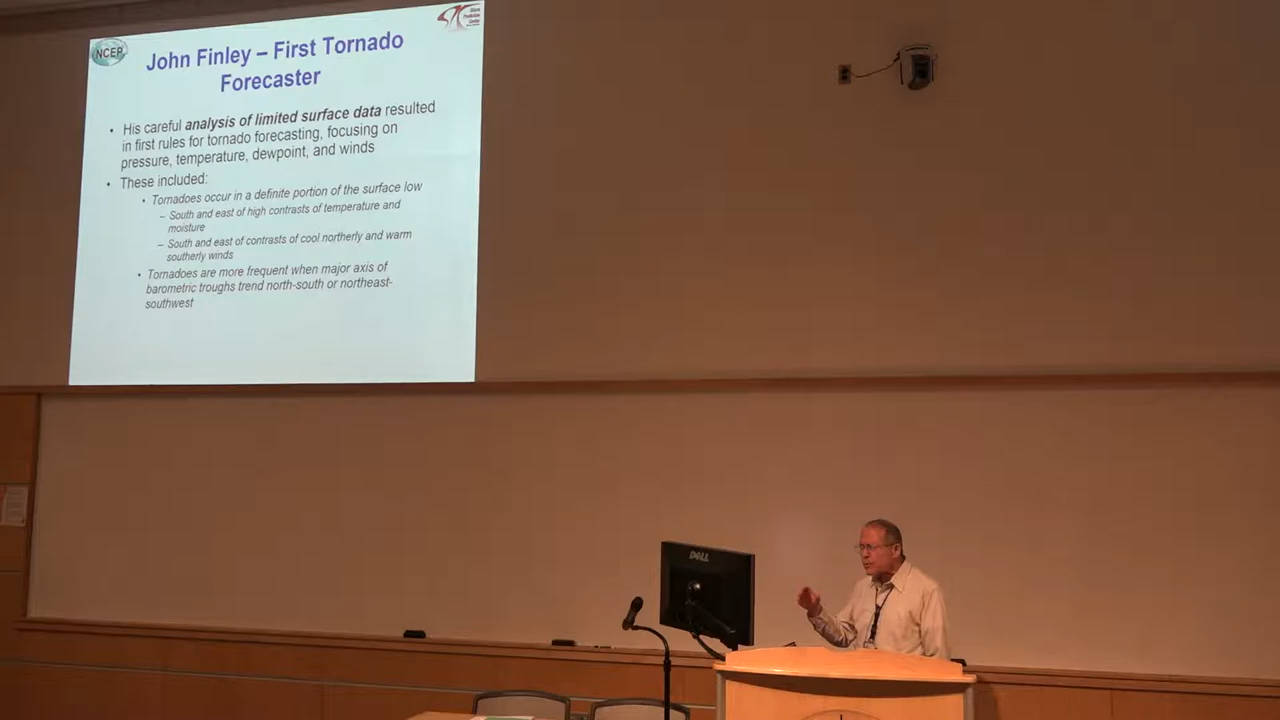 NCEP
Storm
Prediction
Center
John Finley – First Tornado
Forecaster
• His careful analysis of limited surface data resulted
in first rules for tornado forecasting, focusing on
pressure, temperature, dewpoint, and winds
• These included:
• Tornadoes occur in a definite portion of the surface low
– South and east of high contrasts of temperature and
moisture
– South and east of contrasts of cool northerly and warm
southerly winds
• Tornadoes are more frequent when major axis of
barometric troughs trend north-south or northeast-
southwest
DELL